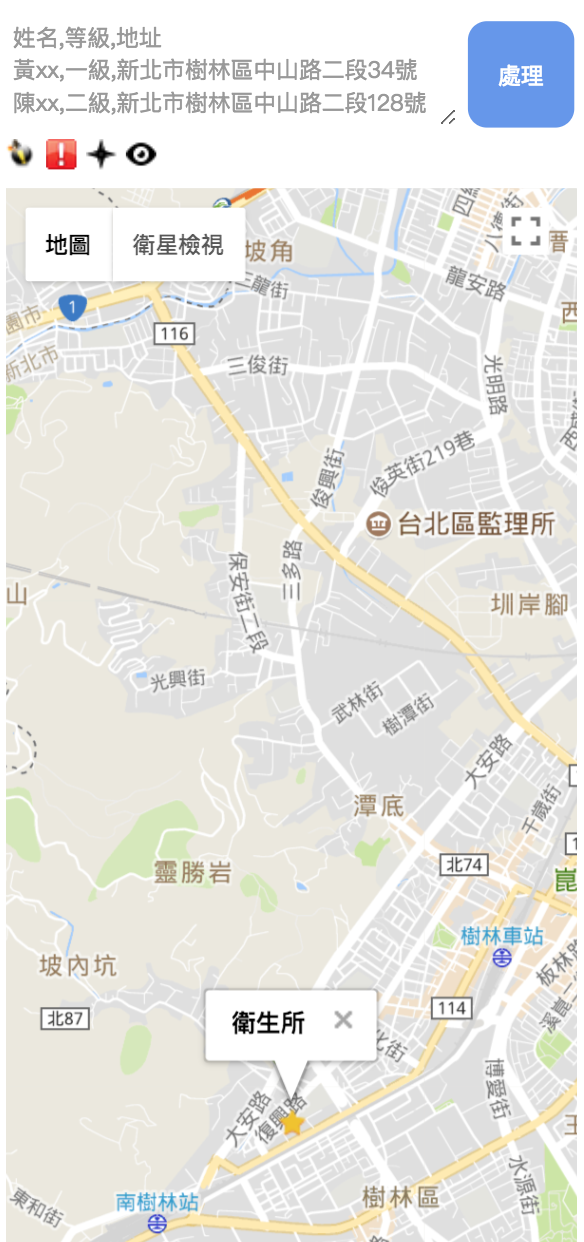 姓名,等級,地址
黃xx,一級,新北市樹林區中山路二段34號
陳xx,二級,新北市樹林區中山路二段128號
處理
地圖
衛星檢視
坡角
三龍街
龍安路
1
新北市
116
三俊街
光明路
俊英街219巷
俊興街
台北區監理所
三多路
保安街二段
山
圳岸腳
光興街
武林街
樹潭街
大安路
潭底
千歲街
北74
靈勝岩
樹林車站
坡內坑
北87
114
衛生所
博愛街
大安路
復興路
水源街
樹林區
南樹林站
東和街